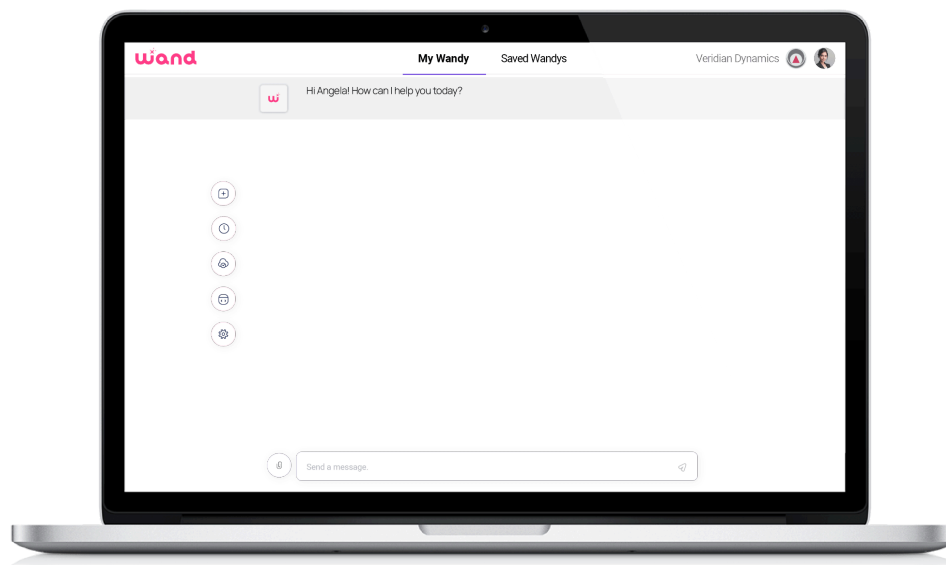 wand
My Wandy
Saved Wandys
Veridian Dynamics
w
Hi Angela! How can I help you today?
Send a message.